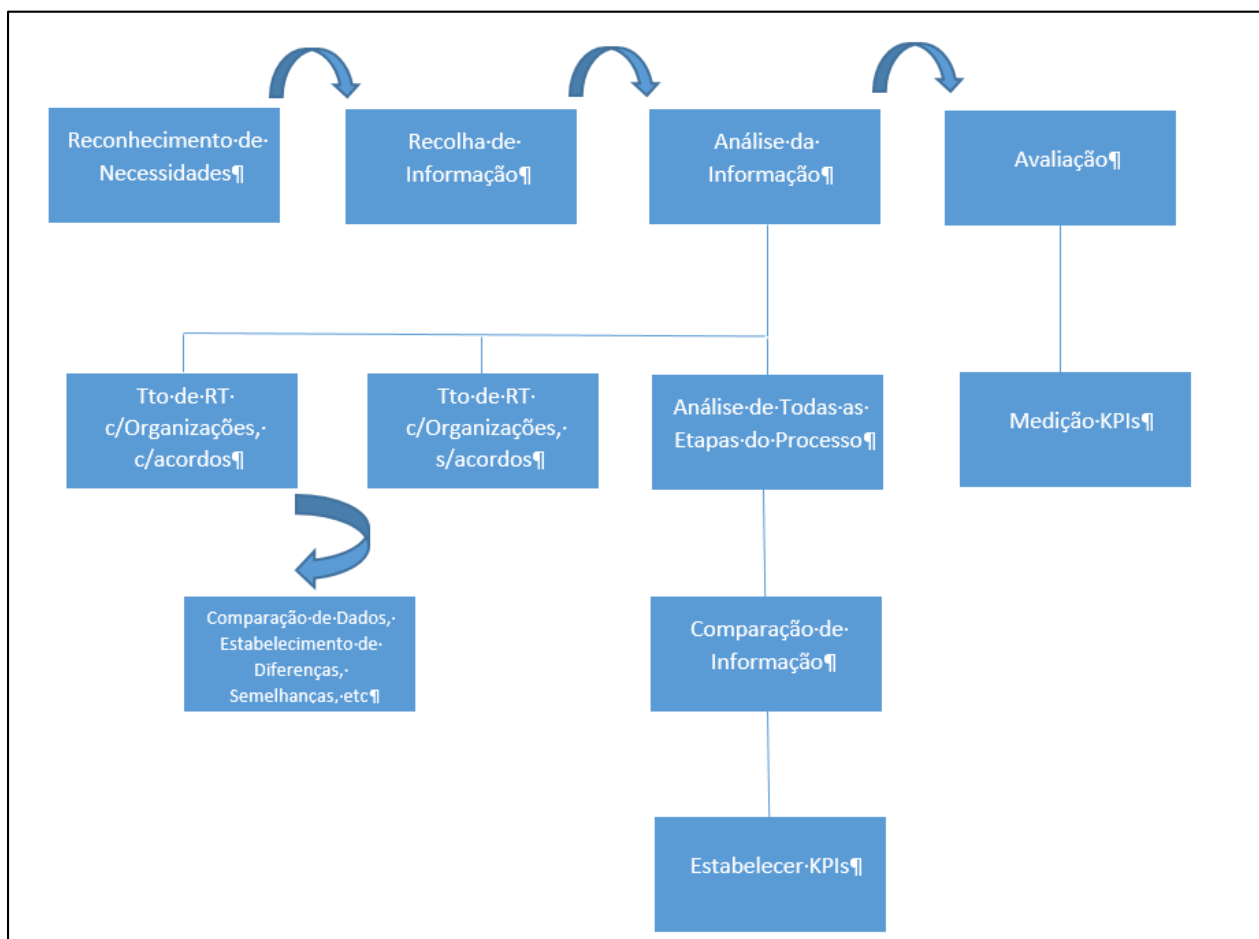 Reconhecimento·de·
Necessidades¶
Recolha·de·
Informação¶
Análise·da·
Informação¶
Avaliação¶
Tto·de·RT·
c/Organizações,·
c/acordos¶
Tto·de·RT·
c/Organizações,·
s/acordos¶
Análise·de·Todas·as·
Etapas·do·Processo¶
Medição·KPIs¶
Comparação·de·Dados,·
Estabelecimento·de·
Diferenças,·
Semelhanças,·etc¶
Comparação·de·
Informação¶
Estabelecer·KPIs¶